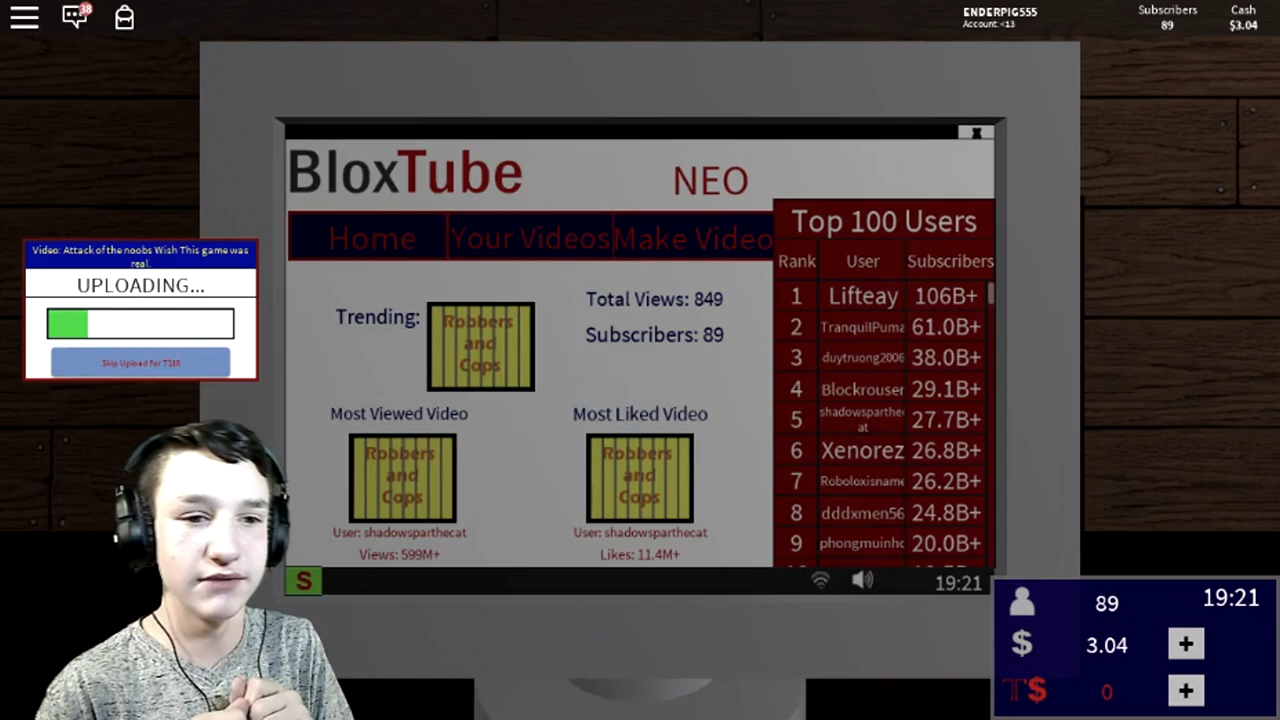 38
ENDERPIG555
Account: <13
Subscribers
89
Cash
$3.04
X
BloxTube
NEO
Home
Your Videos
Make Video
Top 100 Users
Rank User Subscribers
1 Lifteay 106B+
2 TranquilPuma 61.0B+
3 duytruong2006 38.0B+
4 Blockrouser 29.1B+
5 shadowsparthec
at 27.7B+
6 Xenorez 26.8B+
7 Roboloxisname 26.2B+
8 dddxmen56 24.8B+
9 phongmuinho 20.0B+
Video: Attack of the noobs Wish This game was
real.
UPLOADING...
Skip Upload for T$16
Trending:
Robbers
and
Cops
Total Views: 849
Subscribers: 89
Most Viewed Video
Robbers
and
Cops
User: shadowsparthecat
Views: 599M+
Most Liked Video
Robbers
and
Cops
User: shadowsparthecat
Likes: 11.4M+
S
19:21
89
19:21
$ 3.04 +
T$ 0 +